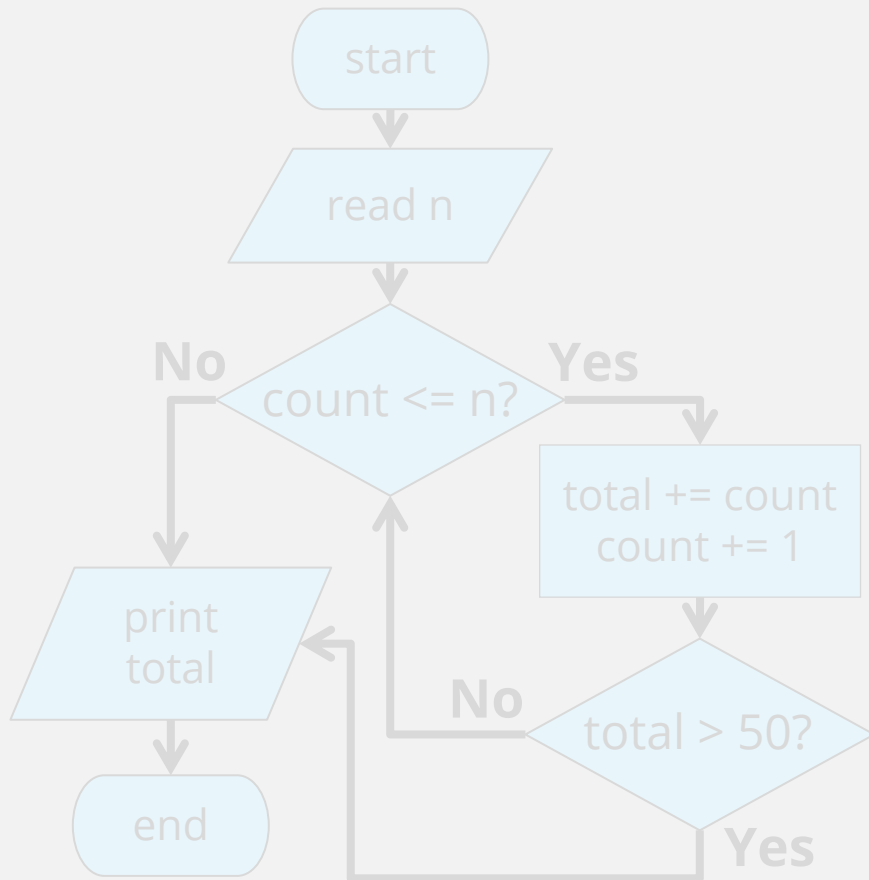 start
read n
No
Yes
count <= n?
total += count
count += 1
print
total
No
total > 50?
end
Yes